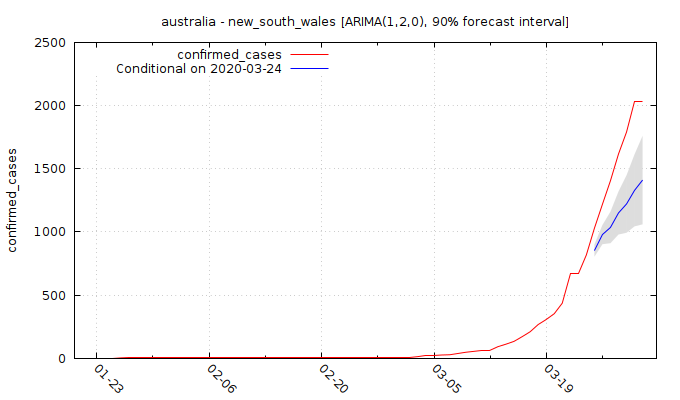 australia - new_south_wales [ARIMA(1,2,0), 90% forecast interval]
confirmed_cases
Conditional on 2020-03-24
confirmed_cases
2500
2000
1500
1000
500
0
01-23
02-06
02-20
03-05
03-19